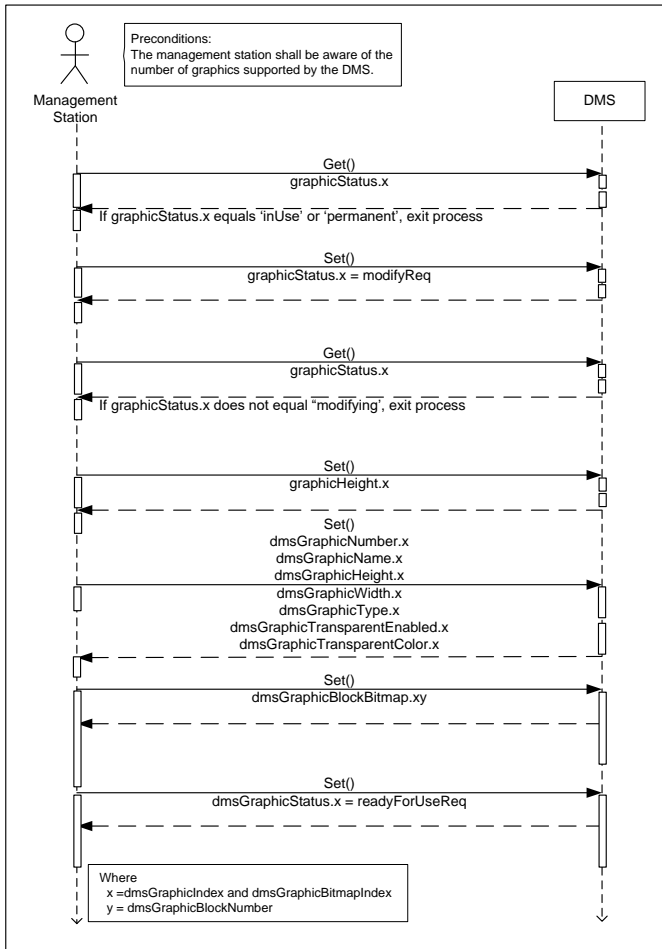 Preconditions:
The management station shall be aware of the
number of graphics supported by the DMS.
Management
Station
DMS
Get()
graphicStatus.x
If graphicStatus.x equals ‘inUse’ or ‘permanent’, exit process
Set()
graphicStatus.x = modifyReq
Get()
graphicStatus.x
If graphicStatus.x does not equal “modifying’, exit process
Set()
graphicHeight.x
Set()
dmsGraphicNumber.x
dmsGraphicName.x
dmsGraphicHeight.x
dmsGraphicWidth.x
dmsGraphicType.x
dmsGraphicTransparentEnabled.x
dmsGraphicTransparentColor.x
Set()
dmsGraphicBlockBitmap.xy
Set()
dmsGraphicStatus.x = readyForUseReq
Where
x =dmsGraphicIndex and dmsGraphicBitmapIndex
y = dmsGraphicBlockNumber